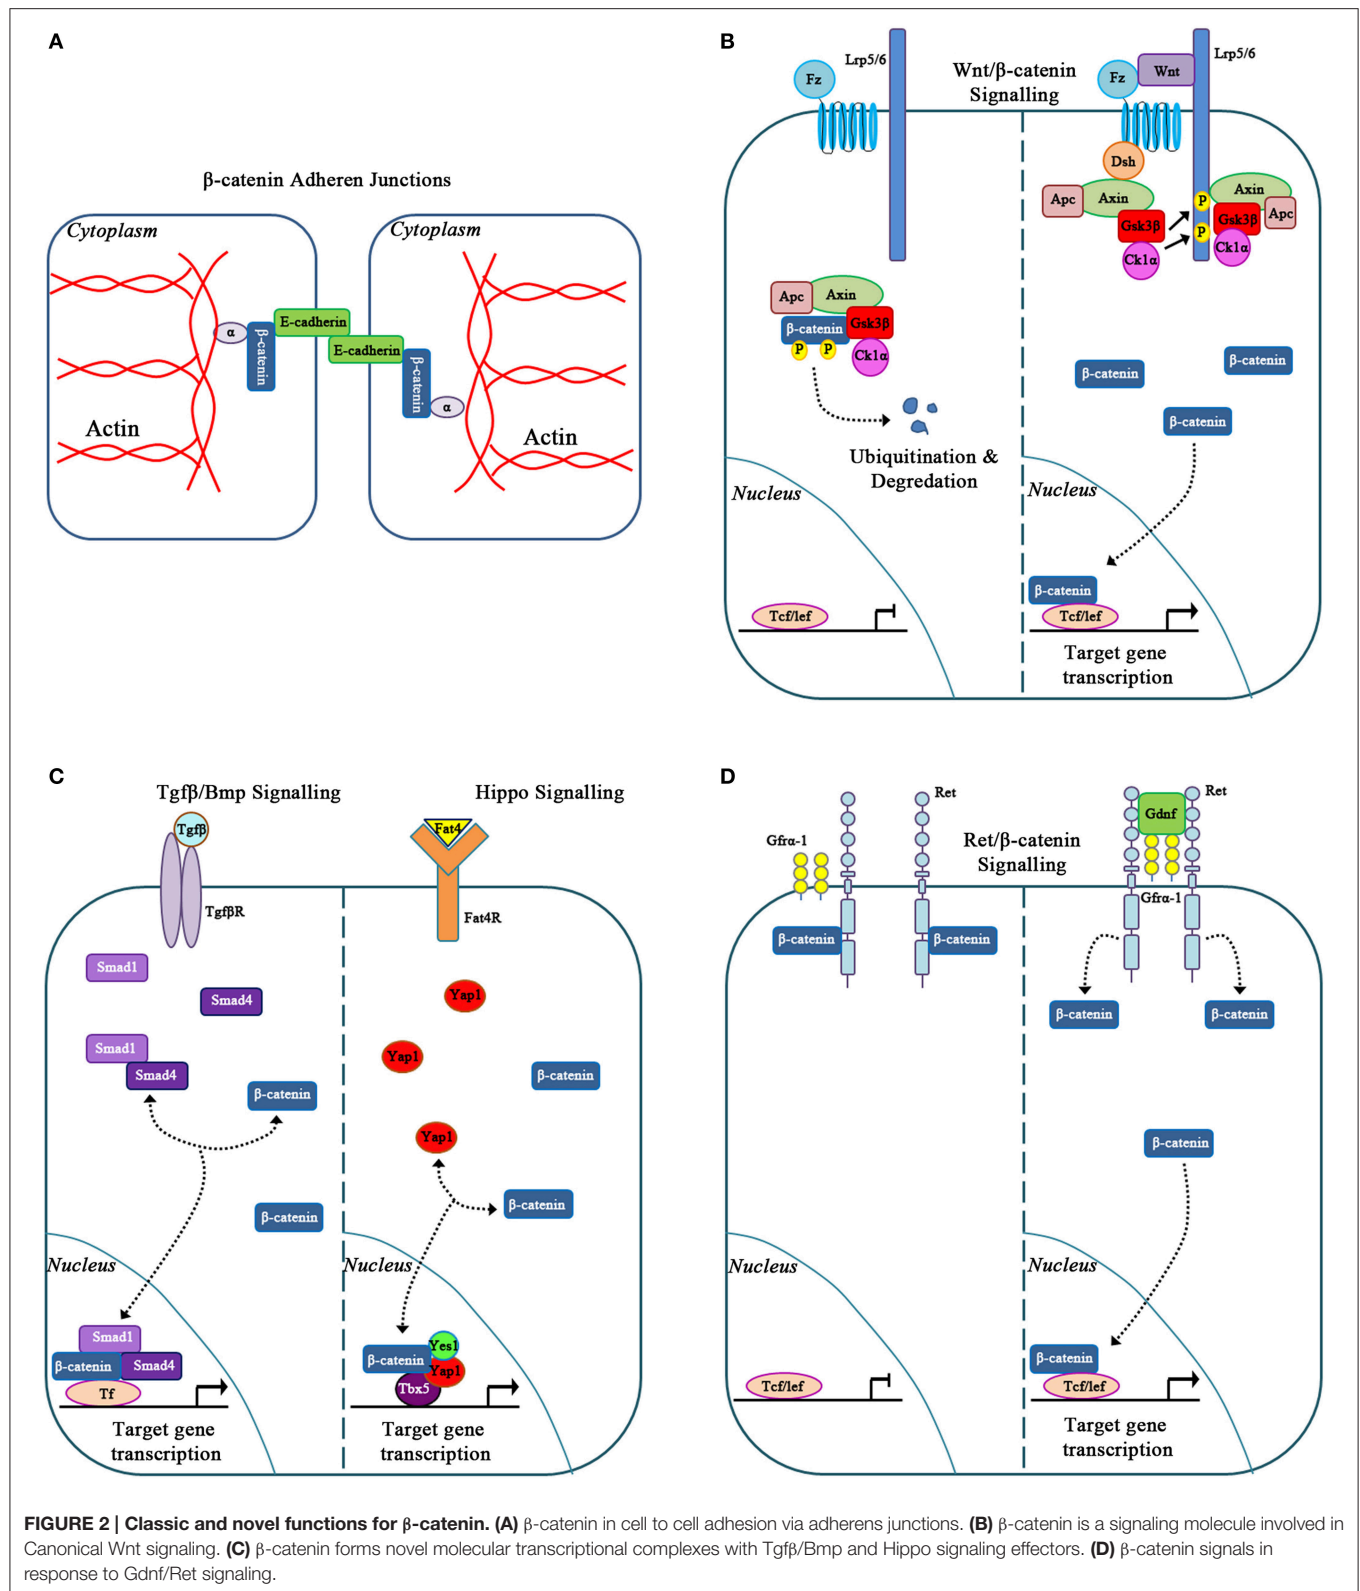 A
β-catenin Adheren Junctions
Cytoplasm
Cytoplasm
E-cadherin
α
β-catenin
E-cadherin
β-catenin
α
Actin
Actin
B
Wnt/β-catenin
Signalling
Lrp5/6
Fz
Lrp5/6
Fz
Wnt
Dsh
Apc
Axin
Gsk3β
Ck1α
P
P
Axin
Apc
Gsk3β
Ck1α
Apc
Axin
β-catenin
Gsk3β
P
P
Ck1α
Ubiquitination &
Degredation
β-catenin
β-catenin
β-catenin
Nucleus
Nucleus
Tcf/lef
β-catenin
Tcf/lef
Target gene
transcription
C
Tgfβ/Bmp Signalling
Hippo Signalling
Tgfβ
TgfβR
Fat4
Fat4R
Smad1
Smad4
Smad1
Smad4
β-catenin
β-catenin
Yap1
Yap1
Yap1
β-catenin
β-catenin
Nucleus
Nucleus
Smad1
β-catenin
Smad4
Tf
Target gene
transcription
Yes1
β-catenin
Yap1
Tbx5
Target gene
transcription
D
Ret/β-catenin
Signalling
Ret
Gfrα-1
β-catenin
β-catenin
Ret
Gdnf
Gfrα-1
β-catenin
β-catenin
β-catenin
Nucleus
Nucleus
Tcf/lef
β-catenin
Tcf/lef
Target gene
transcription
FIGURE 2 | Classic and novel functions for β-catenin. (A) β-catenin in cell to cell adhesion via adherens junctions. (B) β-catenin is a signaling molecule involved in
Canonical Wnt signaling. (C) β-catenin forms novel molecular transcriptional complexes with Tgfβ/Bmp and Hippo signaling effectors. (D) β-catenin signals in
response to Gdnf/Ret signaling.